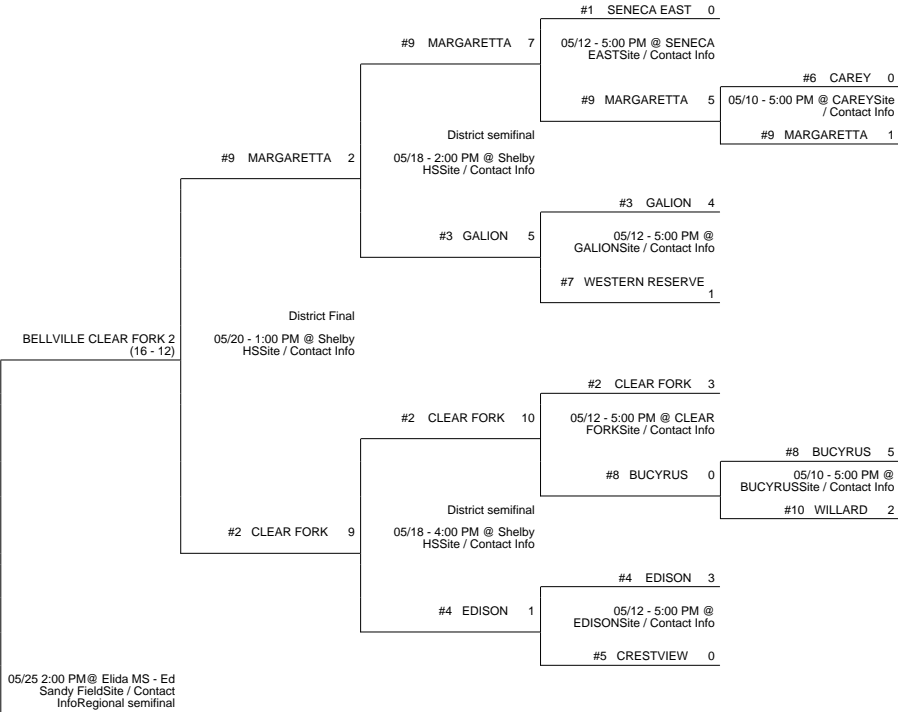 #1 SENECA EAST 0
#9 MARGARETTA 7
05/12 - 5:00 PM @ SENECA
EASTSite / Contact Info
#6 CAREY 0
#9 MARGARETTA 5
05/10 - 5:00 PM @ CAREYSite
/ Contact Info
#9 MARGARETTA 1
District semifinal
#9 MARGARETTA 2
05/18 - 2:00 PM @ Shelby
HSSite / Contact Info
#3 GALION 4
#3 GALION 5
05/12 - 5:00 PM @
GALIONSite / Contact Info
#7 WESTERN RESERVE
1
District Final
BELLVILLE CLEAR FORK 2
(16 - 12)
05/20 - 1:00 PM @ Shelby
HSSite / Contact Info
#2 CLEAR FORK 3
#2 CLEAR FORK 10
05/12 - 5:00 PM @ CLEAR
FORKSite / Contact Info
#8 BUCYRUS 5
#8 BUCYRUS 0
05/10 - 5:00 PM @
BUCYRUSSite / Contact Info
#10 WILLARD 2
District semifinal
#2 CLEAR FORK 9
05/18 - 4:00 PM @ Shelby
HSSite / Contact Info
#4 EDISON 3
#4 EDISON 1
05/12 - 5:00 PM @
EDISONSite / Contact Info
#5 CRESTVIEW 0
05/25 2:00 PM@ Elida MS - Ed
Sandy FieldSite / Contact
InfoRegional semifinal